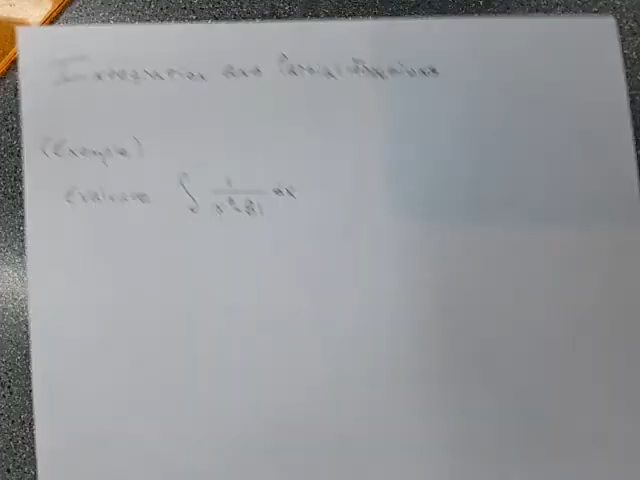 Integration and Partial Fractions
(Example)
Evaluate ∫ 1/(x² - 81) dx